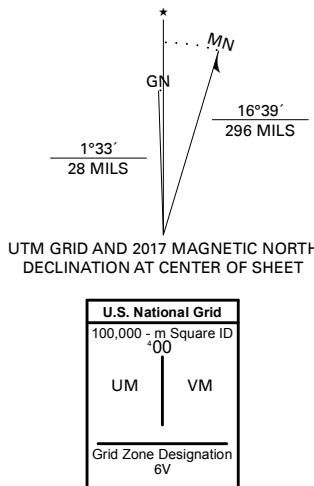 ★
MN
GN
16°39´
296 MILS
1°33´
28 MILS
UTM GRID AND 2017 MAGNETIC NORTH
DECLINATION AT CENTER OF SHEET
U.S. National Grid
100,000 - m Square ID
⁴00
UM VM
Grid Zone Designation
6V